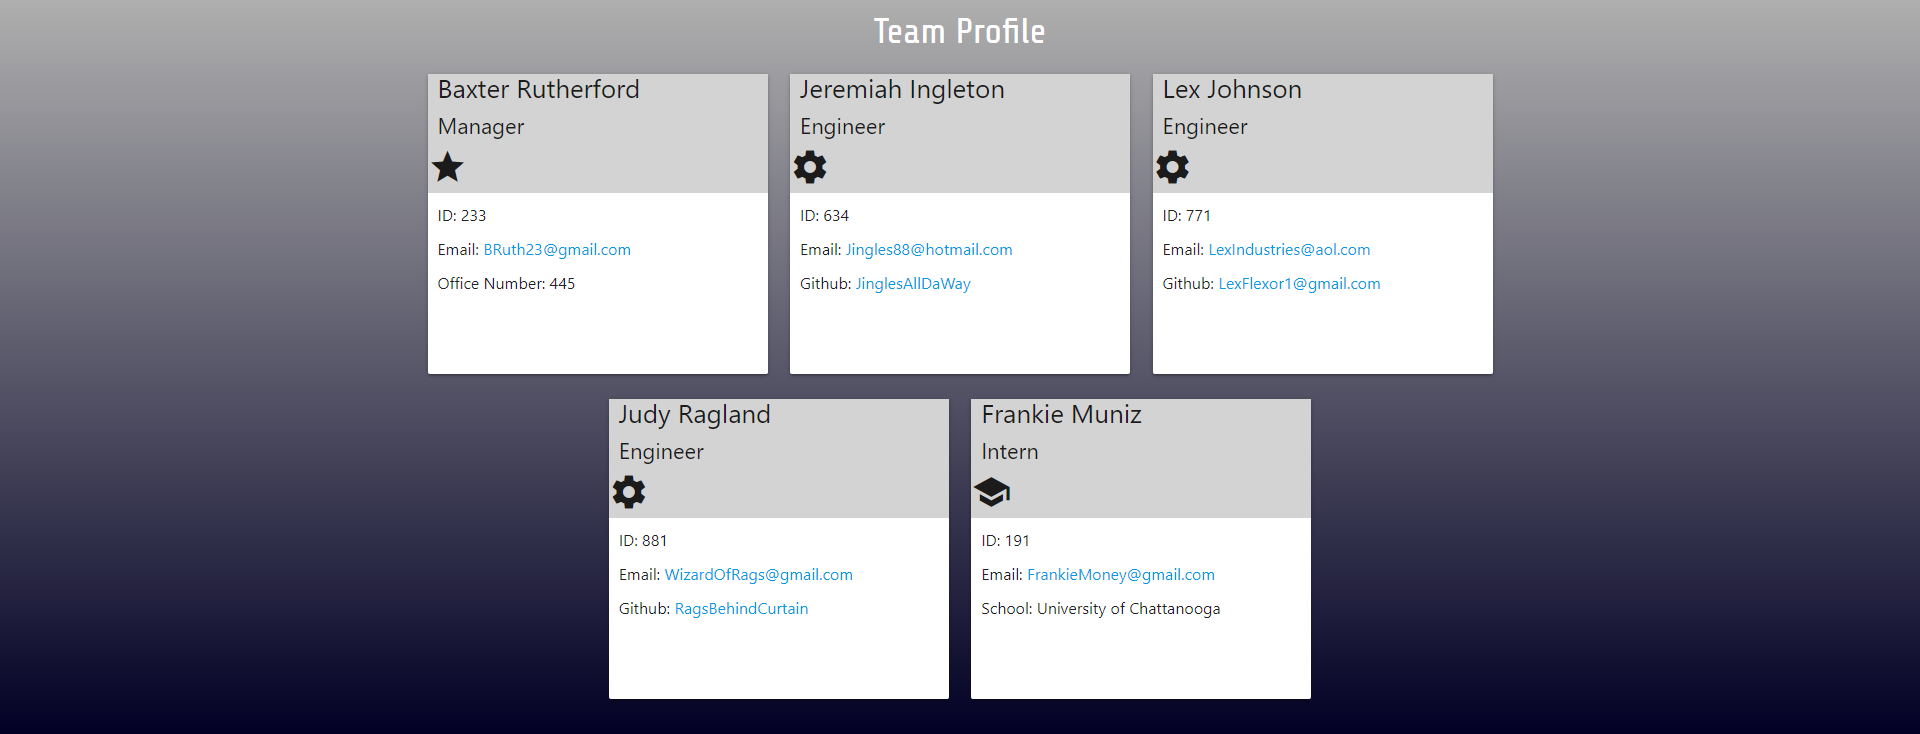 Team Profile
Baxter Rutherford
Manager
ID: 233
Email: BRuth23@gmail.com
Office Number: 445
Jeremiah Ingleton
Engineer
ID: 634
Email: Jingles88@hotmail.com
Github: JinglesAllDaWay
Lex Johnson
Engineer
ID: 771
Email: LexIndustries@aol.com
Github: LexFlexor1@gmail.com
Judy Ragland
Engineer
ID: 881
Email: WizardOfRags@gmail.com
Github: RagsBehindCurtain
Frankie Muniz
Intern
ID: 191
Email: FrankieMoney@gmail.com
School: University of Chattanooga